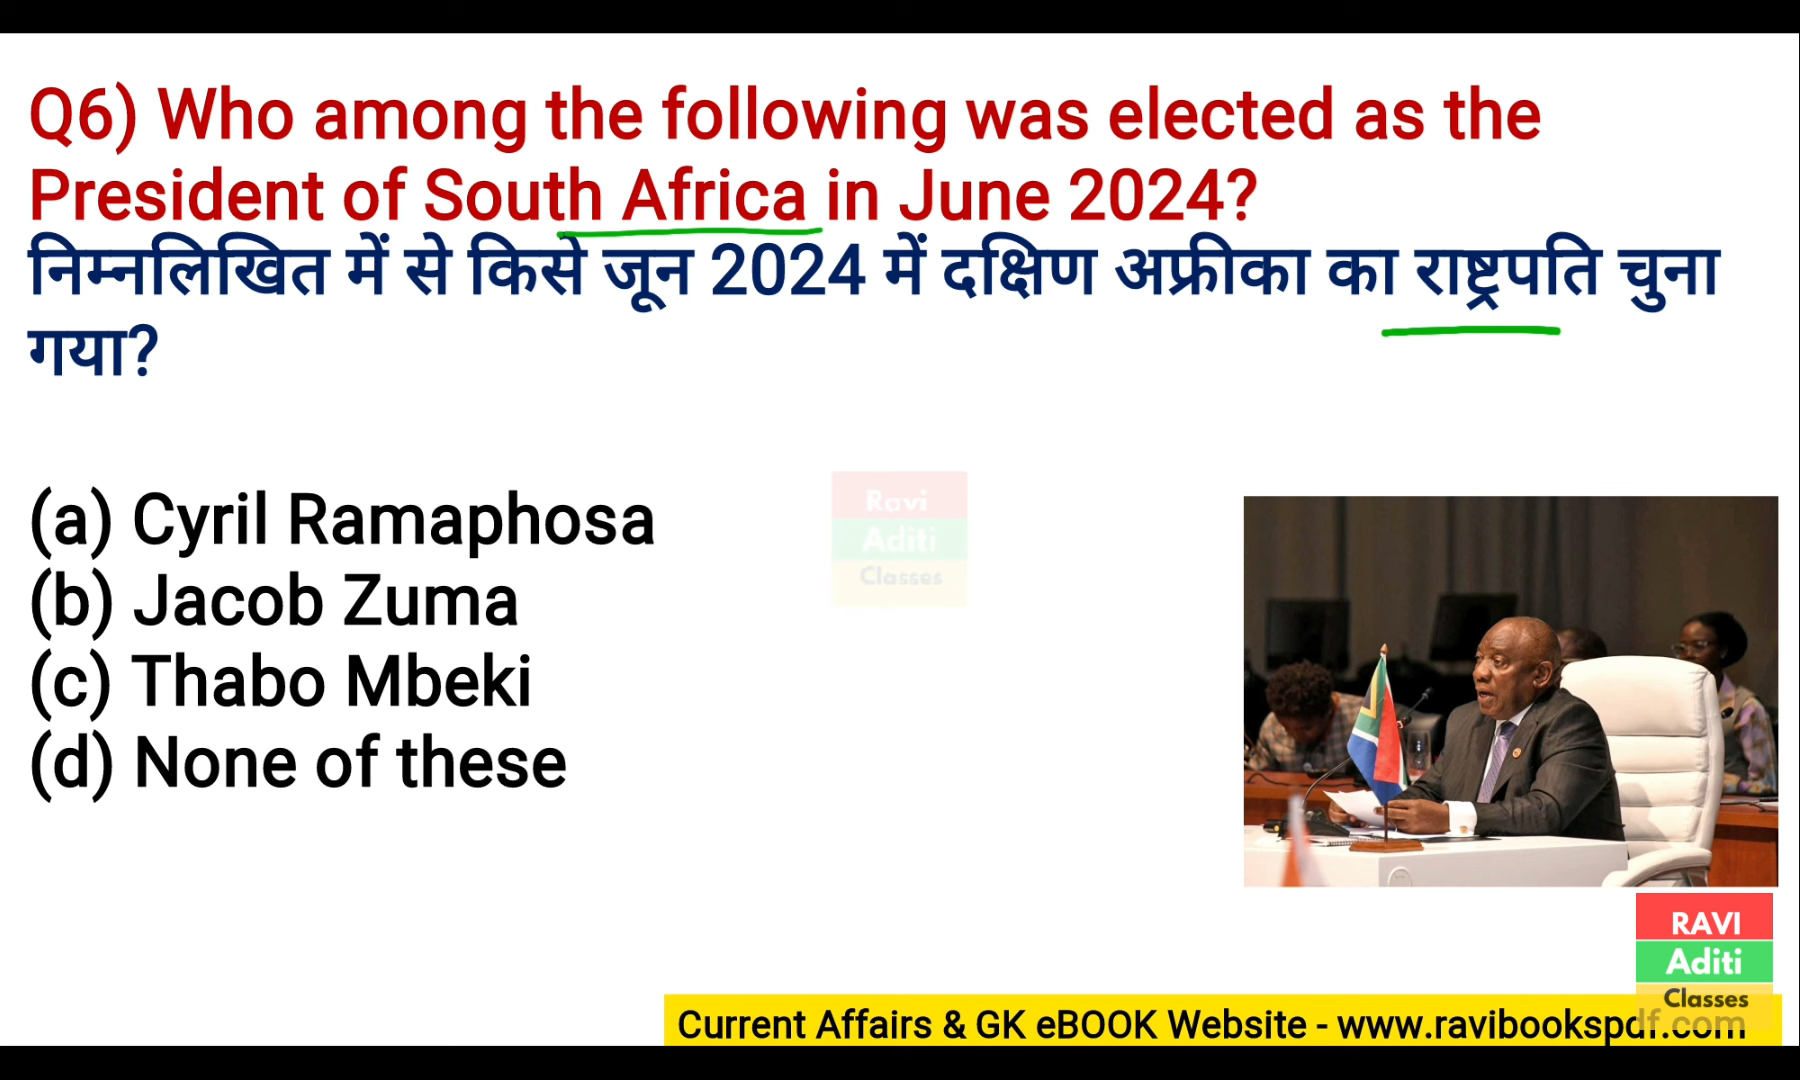 Q6) Who among the following was elected as the
President of South Africa in June 2024?
निम्नलिखित में से किसे जून 2024 में दक्षिण अफ्रीका का राष्ट्रपति चुना
गया?
(a) Cyril Ramaphosa
(b) Jacob Zuma
(c) Thabo Mbeki
(d) None of these
Ravi
Aditi
Classes
RAVI
Aditi
Classes
Current Affairs & GK eBOOK Website - www.ravibookspdf.com